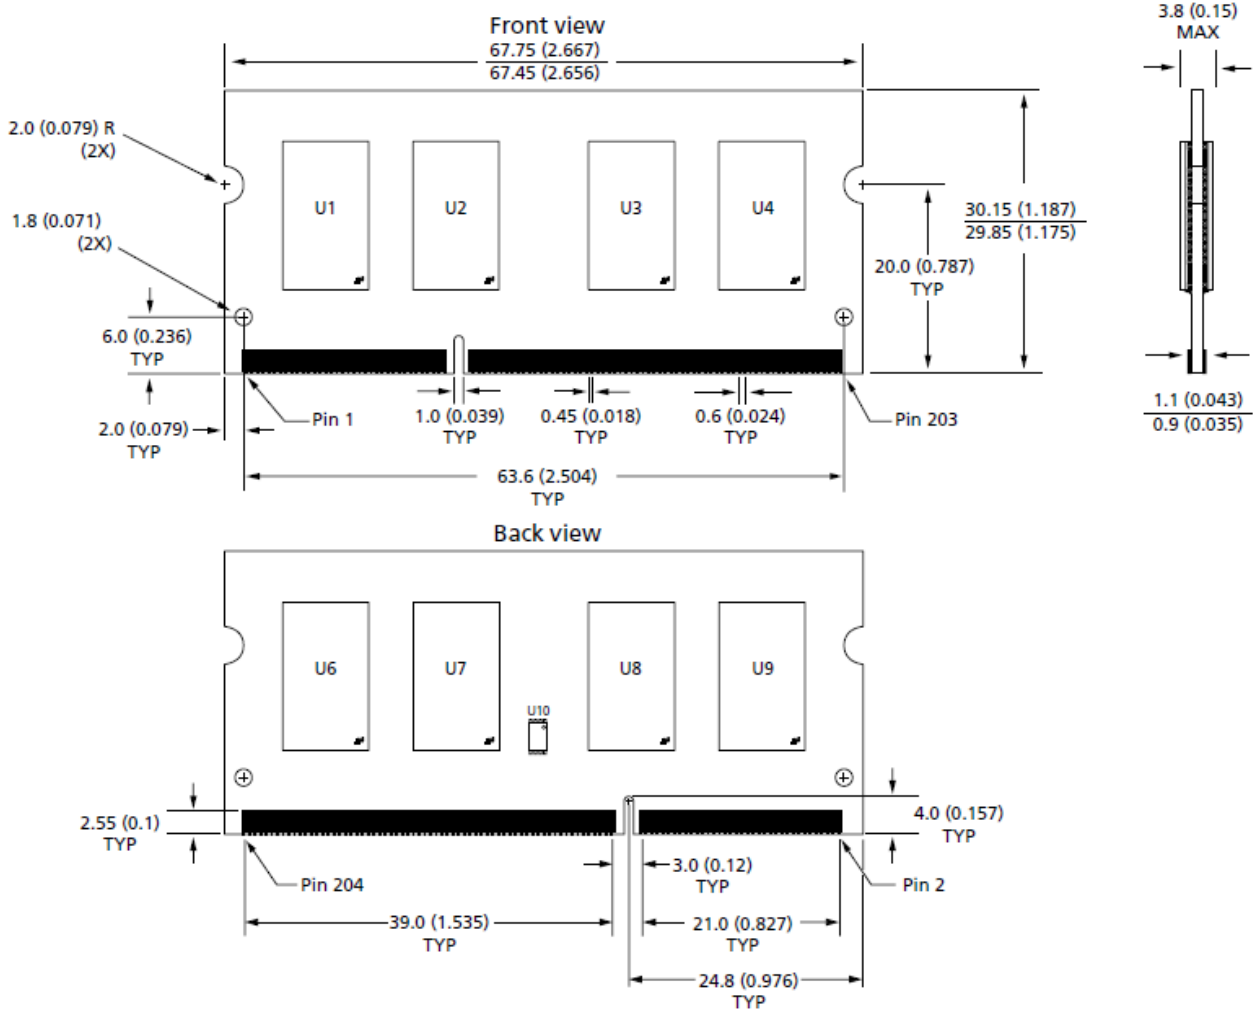 Front view
67.75 (2.667)
67.45 (2.656)
3.8 (0.15)
MAX
2.0 (0.079) R
(2X)
U1
U2
U3
U4
1.8 (0.071)
(2X)
30.15 (1.187)
29.85 (1.175)
20.0 (0.787)
TYP
6.0 (0.236)
TYP
2.0 (0.079)
TYP
Pin 1
1.0 (0.039)
TYP
0.45 (0.018)
TYP
0.6 (0.024)
TYP
Pin 203
1.1 (0.043)
0.9 (0.035)
63.6 (2.504)
TYP
Back view
U6
U7
U8
U9
U10
2.55 (0.1)
TYP
4.0 (0.157)
TYP
Pin 204
3.0 (0.12)
TYP
Pin 2
39.0 (1.535)
TYP
21.0 (0.827)
TYP
24.8 (0.976)
TYP